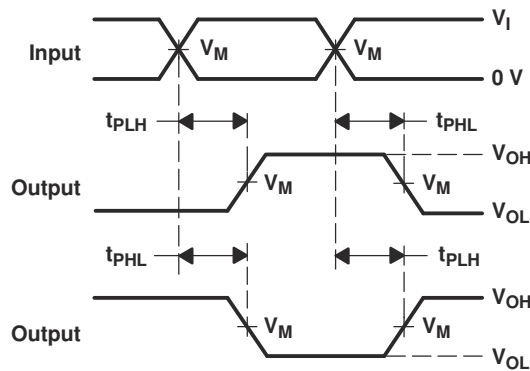 V_I
Input
V_M
V_M
0 V
t_PLH
t_PHL
V_OH
Output
V_M
V_M
V_OL
t_PHL
t_PLH
V_OH
Output
V_M
V_M
V_OL